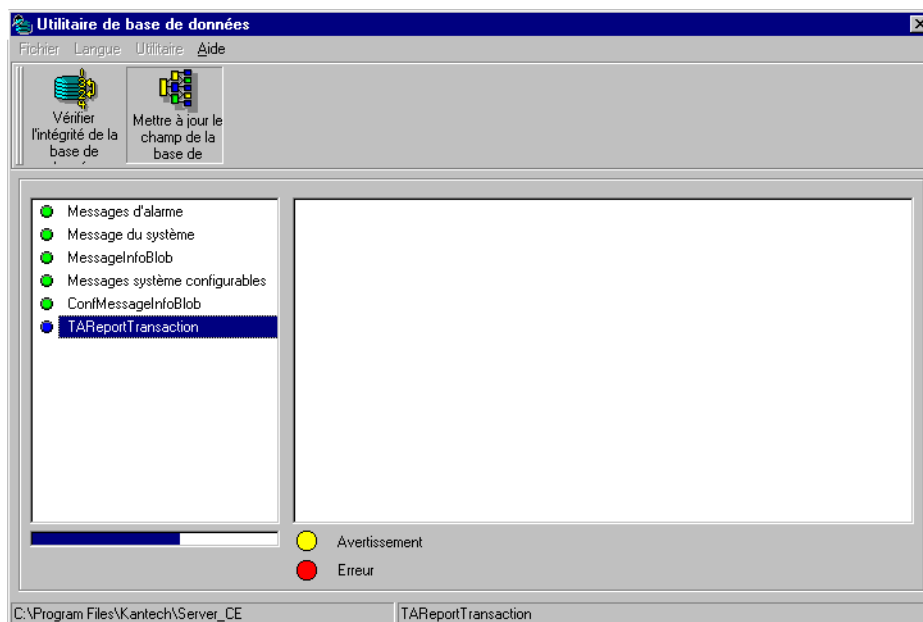 Utilitaire de base de données
Fichier Langue Utilitaire Aide
Vérifier
l'intégrité de la
base de
Mettre à jour le
champ de la
base de
Messages d'alarme
Message du système
MessageInfoBlob
Messages système configurables
ConfMessageInfoBlob
TAReportTransaction
Avertissement
Erreur
C:\Program Files\Kantech\Server_CE
TAReportTransaction